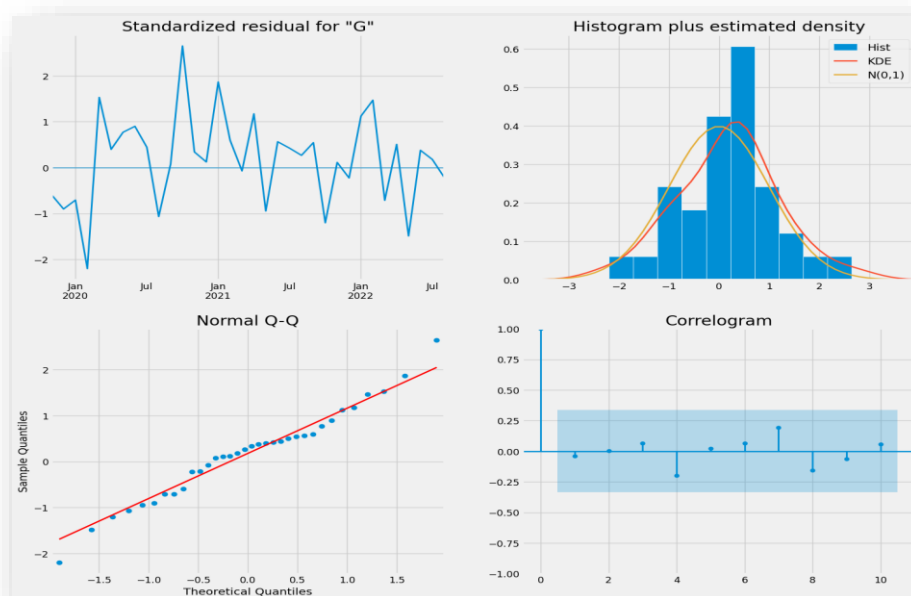 Standardized residual for "G"
2
1
0
−1
−2
Jan
2020
Jul
Jan
2021
Jul
Jan
2022
Jul
Histogram plus estimated density
Hist
KDE
N(0,1)
0.6
0.5
0.4
0.3
0.2
0.1
0.0
−3 −2 −1 0 1 2 3
Normal Q-Q
Sample Quantiles
2
1
0
−1
−2
−1.5 −1.0 −0.5 0.0 0.5 1.0 1.5
Theoretical Quantiles
Correlogram
1.00
0.75
0.50
0.25
0.00
−0.25
−0.50
−0.75
−1.00
0 2 4 6 8 10